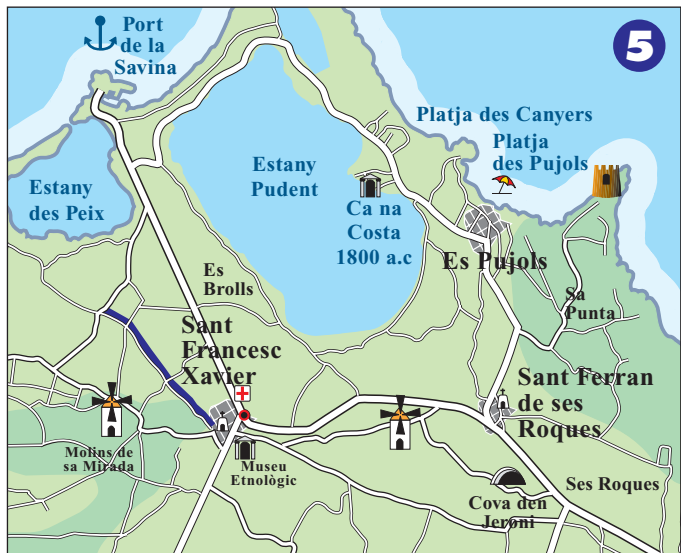 Port
de la
Savina
5
Platja des Canyers
Platja
des Pujols
Estany
Pudent
Estany
des Peix
Ca na
Costa
1800 a.c
Es Pujols
Es
Brolls
Sa
Punta
Sant
Francesc
Xavier
Sant Ferran
de ses
Roques
Molins de
sa Mirada
Museu
Etnològic
Ses Roques
Cova den
Jeroni